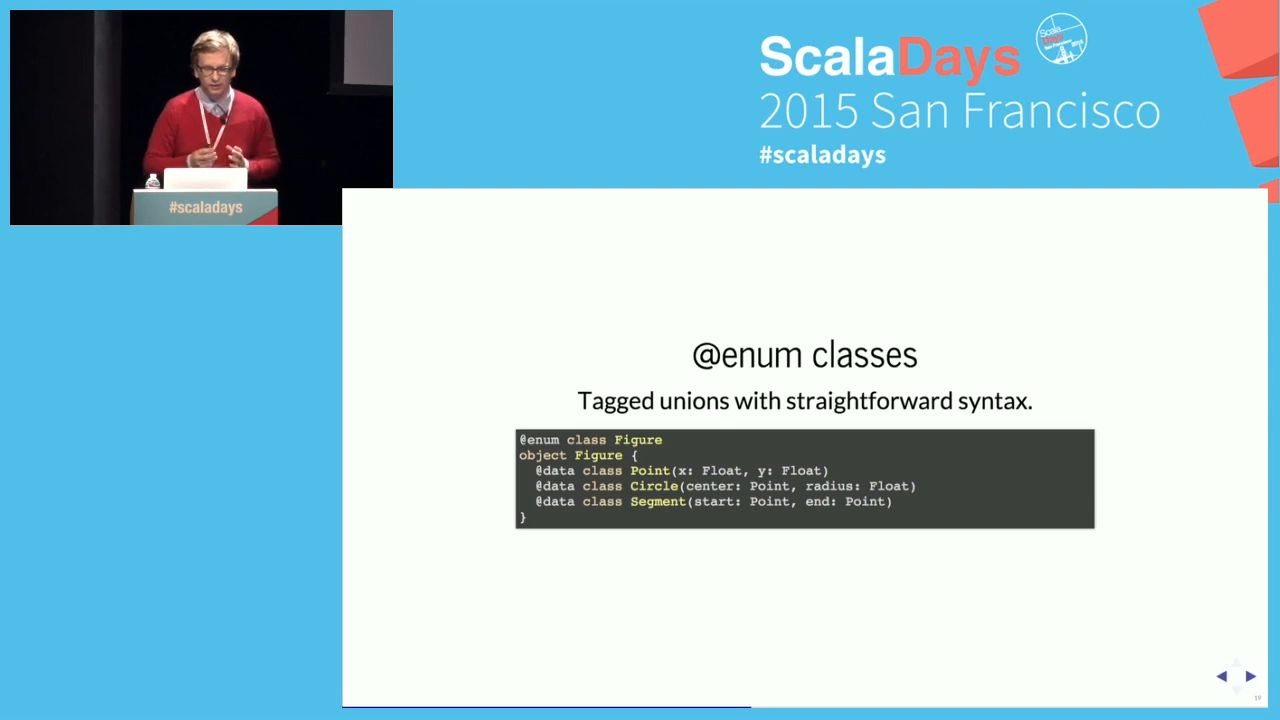 ScalaDays
2015 San Francisco
#scaladays
#scaladays
@enum classes
Tagged unions with straightforward syntax.
@enum class Figure
object Figure {
  @data class Point(x: Float, y: Float)
  @data class Circle(center: Point, radius: Float)
  @data class Segment(start: Point, end: Point)
}
19